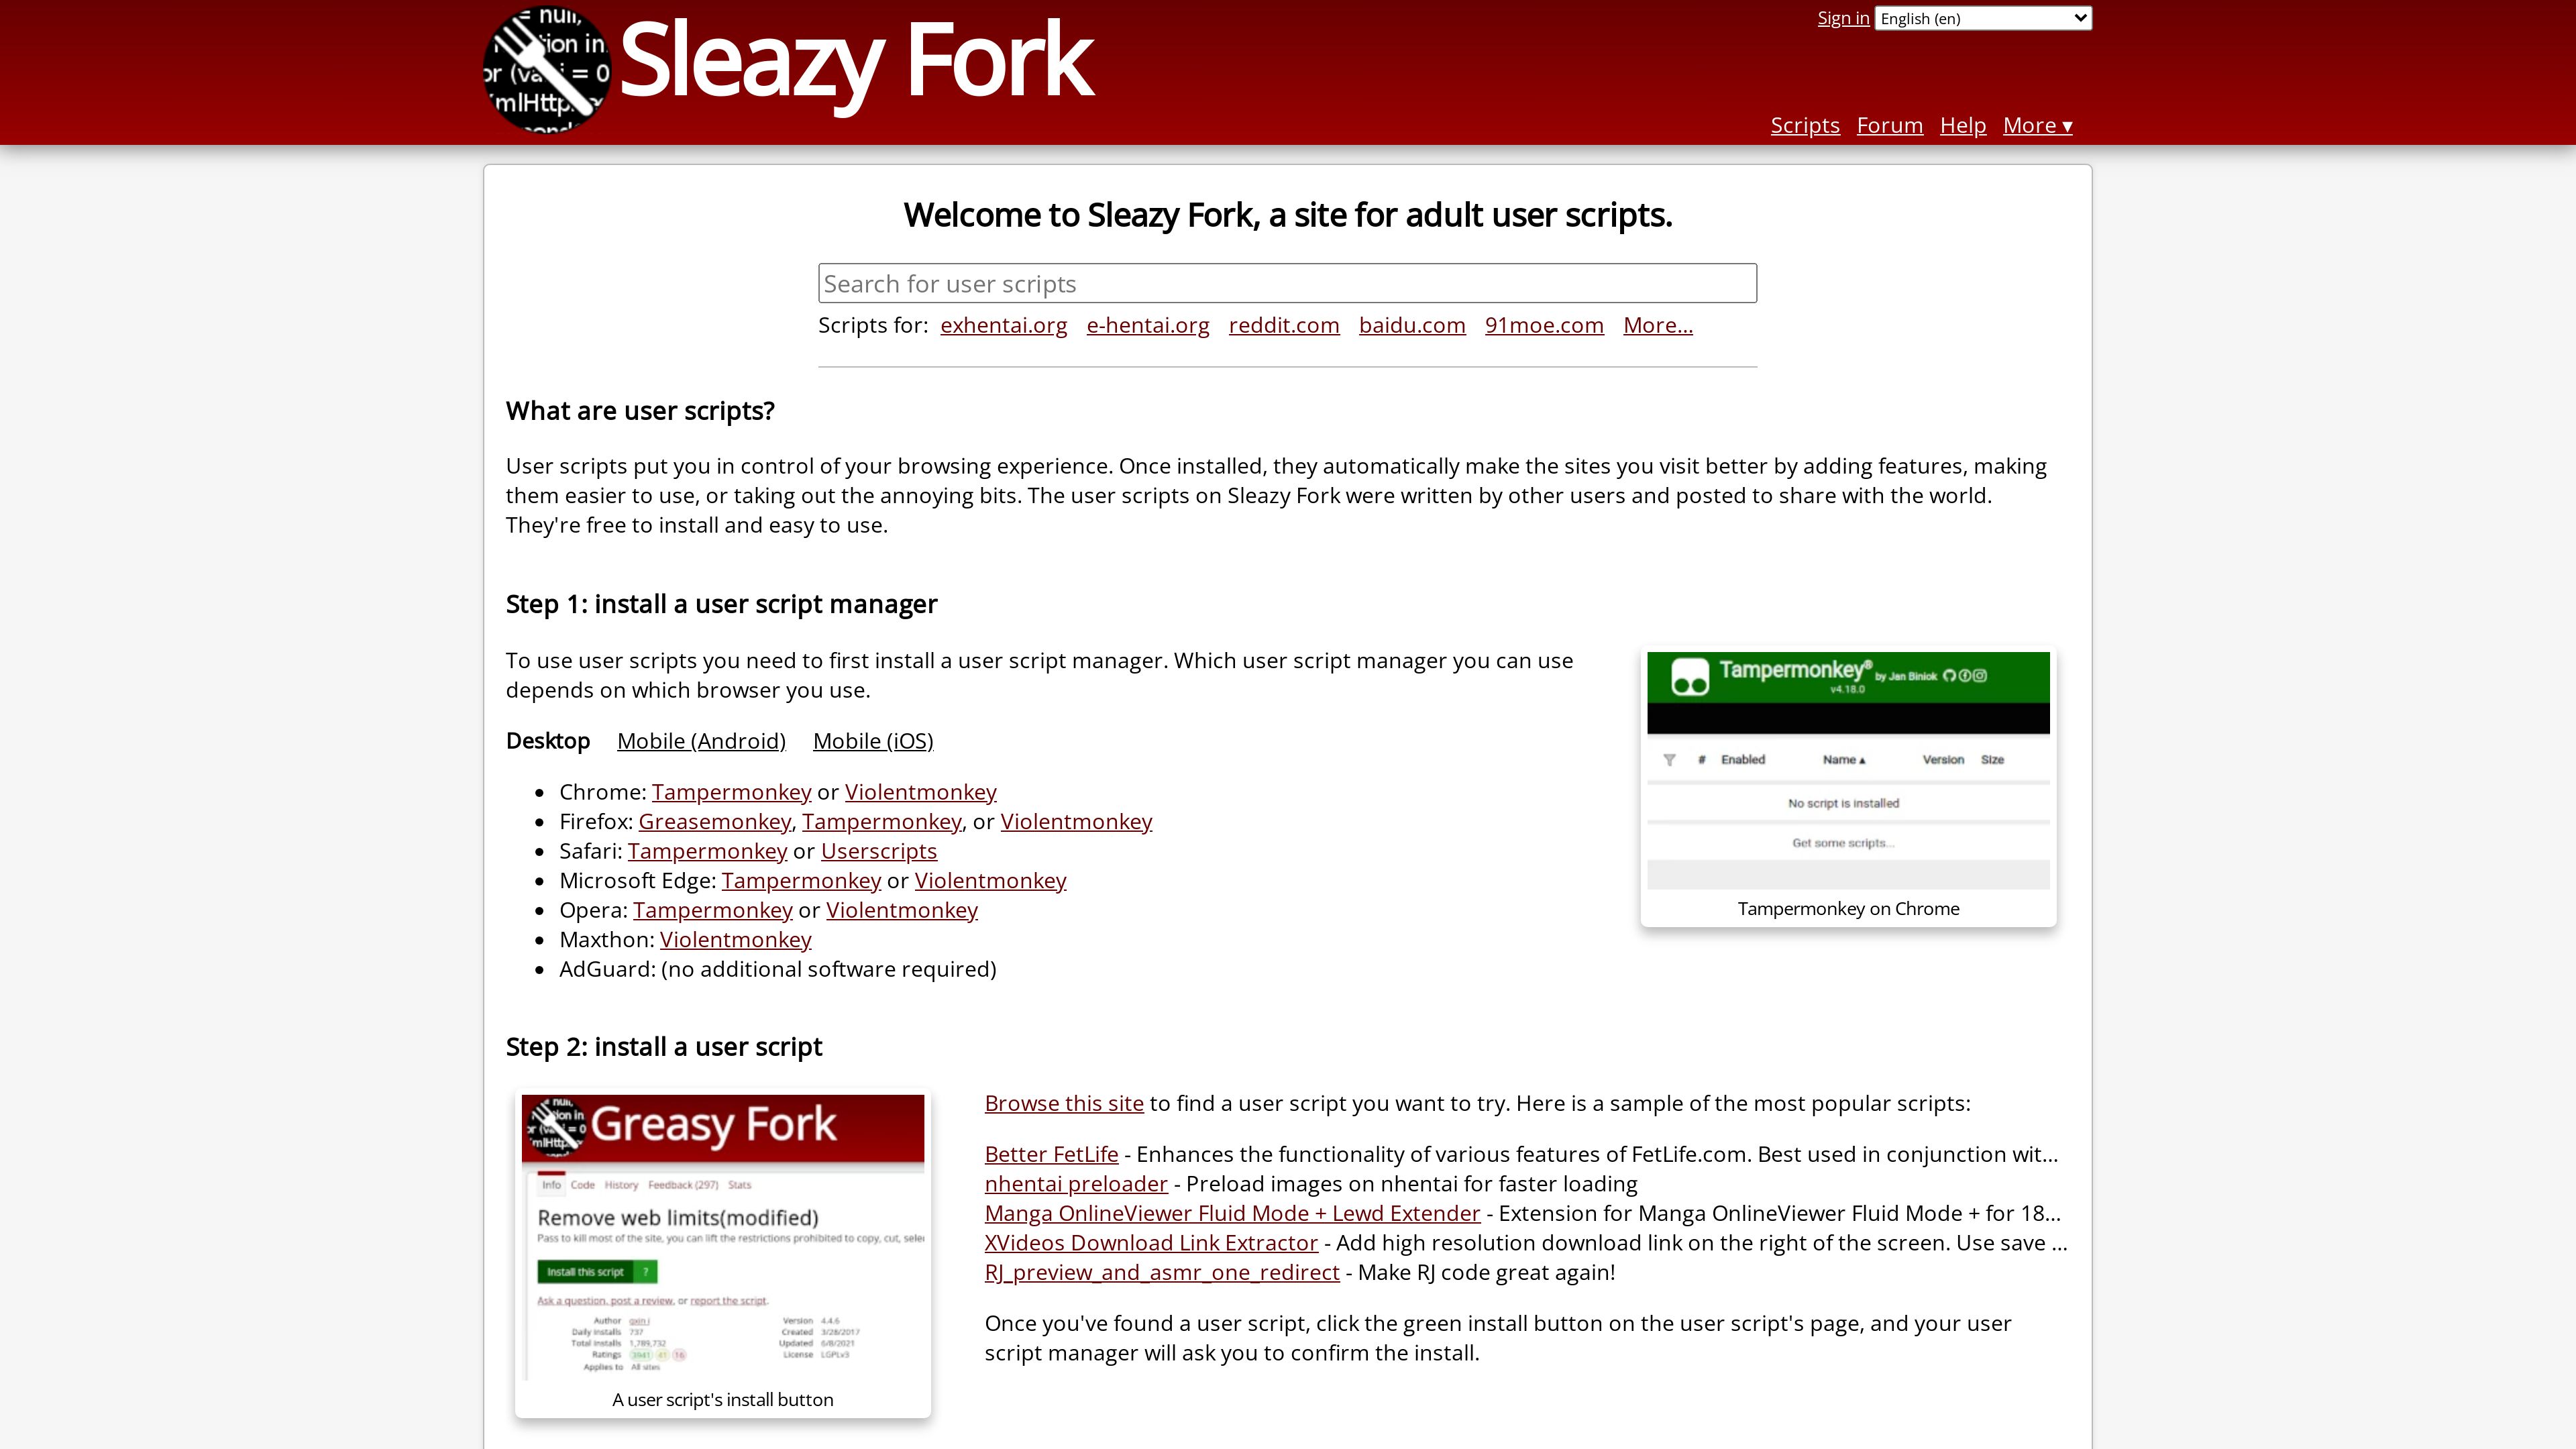 null,
tion in
or (va i = 0
mlHttp
Sleazy Fork
Sign in
English (en)
Scripts Forum Help More ▾
Welcome to Sleazy Fork, a site for adult user scripts.
Search for user scripts
Scripts for: exhentai.org e-hentai.org reddit.com baidu.com 91moe.com More...
What are user scripts?
User scripts put you in control of your browsing experience. Once installed, they automatically make the sites you visit better by adding features, making
them easier to use, or taking out the annoying bits. The user scripts on Sleazy Fork were written by other users and posted to share with the world.
They're free to install and easy to use.
Step 1: install a user script manager
To use user scripts you need to first install a user script manager. Which user script manager you can use
depends on which browser you use.
Desktop Mobile (Android) Mobile (iOS)
Chrome: Tampermonkey or Violentmonkey
Firefox: Greasemonkey, Tampermonkey, or Violentmonkey
Safari: Tampermonkey or Userscripts
Microsoft Edge: Tampermonkey or Violentmonkey
Opera: Tampermonkey or Violentmonkey
Maxthon: Violentmonkey
AdGuard: (no additional software required)
Tampermonkey® by Jan Biniok
v4.18.0
# Enabled Name ▴ Version Size
No script is installed
Get some scripts...
Tampermonkey on Chrome
Step 2: install a user script
Greasy Fork
Info Code History Feedback (297) Stats
Remove web limits(modified)
Pass to kill most of the site, you can lift the restrictions prohibited to copy, cut, selec
Install this script ?
Ask a question, post a review, or report the script.
Author qxin i Version 4.4.6
Daily installs 737 Created 3/28/2017
Total installs 1,789,732 Updated 6/8/2021
Ratings 3941 41 16 License LGPLv3
Applies to All sites
A user script's install button
Browse this site to find a user script you want to try. Here is a sample of the most popular scripts:
Better FetLife - Enhances the functionality of various features of FetLife.com. Best used in conjunction wit...
nhentai preloader - Preload images on nhentai for faster loading
Manga OnlineViewer Fluid Mode + Lewd Extender - Extension for Manga OnlineViewer Fluid Mode + for 18...
XVideos Download Link Extractor - Add high resolution download link on the right of the screen. Use save ...
RJ_preview_and_asmr_one_redirect - Make RJ code great again!
Once you've found a user script, click the green install button on the user script's page, and your user
script manager will ask you to confirm the install.